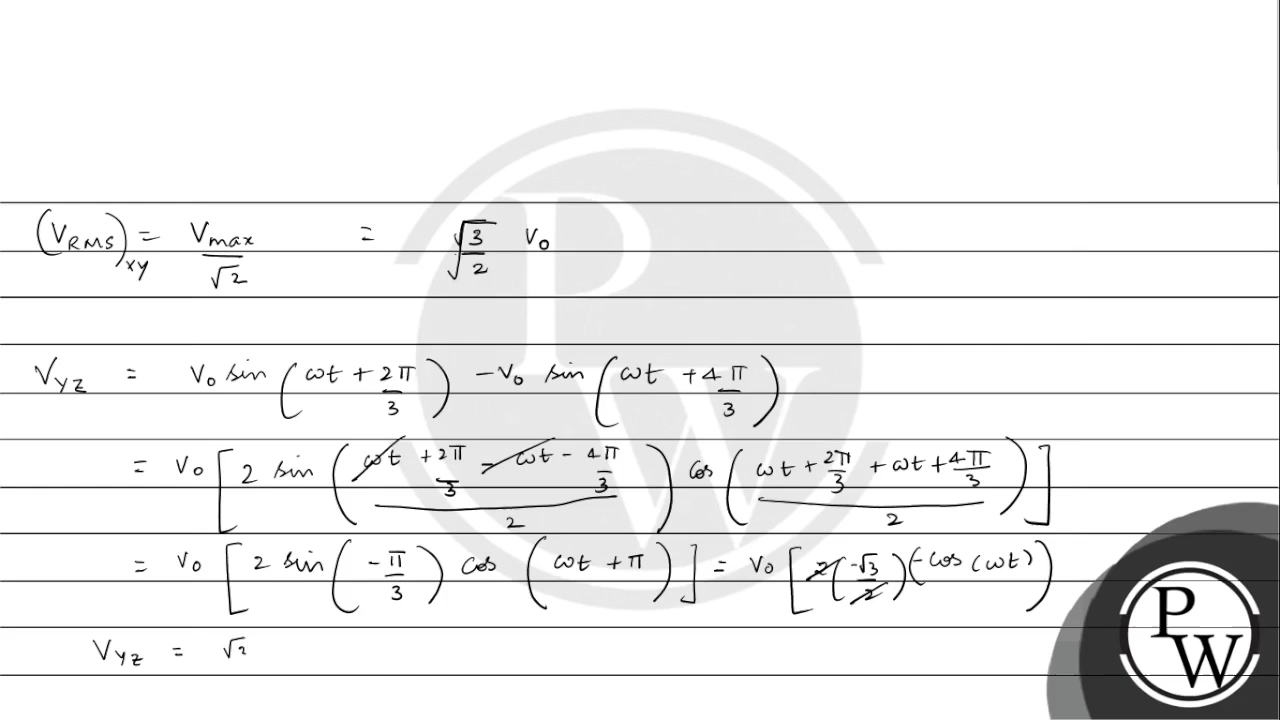 (V_RMS)_xy = V_max/√2 = √(3/2) V₀
V_YZ = V₀ sin (ωt + 2π/3) - V₀ sin (ωt + 4π/3)
= V₀ [2 sin ((ωt + 2π/3 - ωt - 4π/3)/2) cos ((ωt + 2π/3 + ωt + 4π/3)/2)]
= V₀ [2 sin (-π/3) cos (ωt + π)] = V₀ [2(-√3/2)(-cos(ωt))]
V_YZ =
PW
PW